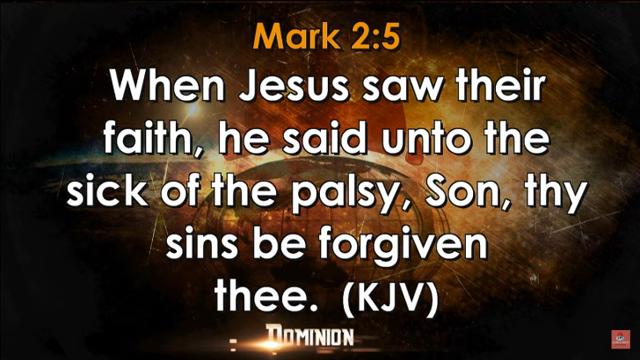 Mark 2:5
When Jesus saw their
faith, he said unto the
sick of the palsy, Son, thy
sins be forgiven
thee. (KJV)
DOMINION